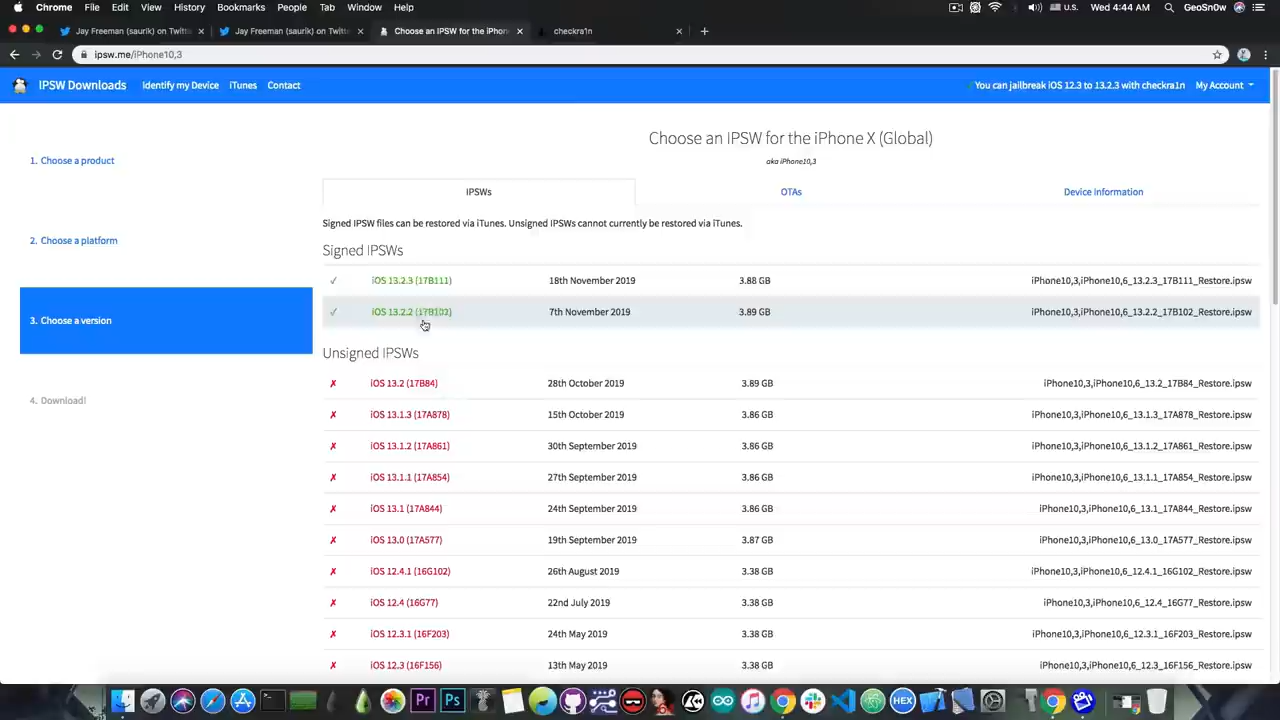 Chrome File Edit View History Bookmarks People Tab Window Help U.S. Wed 4:44 AM GeoSn0w
Jay Freeman (saurik) on Twitt Jay Freeman (saurik) on Twitt Choose an IPSW for the iPhon checkra1n
ipsw.me/iPhone10,3
IPSW Downloads Identify my Device iTunes Contact You can jailbreak iOS 12.3 to 13.2.3 with checkra1n My Account
Choose an IPSW for the iPhone X (Global)
aka iPhone10,3
1. Choose a product
2. Choose a platform
3. Choose a version
4. Download!
IPSWs OTAs Device Information
Signed IPSW files can be restored via iTunes. Unsigned IPSWs cannot currently be restored via iTunes.
Signed IPSWs
✓ iOS 13.2.3 (17B111) 18th November 2019 3.88 GB iPhone10,3,iPhone10,6_13.2.3_17B111_Restore.ipsw
✓ iOS 13.2.2 (17B102) 7th November 2019 3.89 GB iPhone10,3,iPhone10,6_13.2.2_17B102_Restore.ipsw
Unsigned IPSWs
✗ iOS 13.2 (17B84) 28th October 2019 3.89 GB iPhone10,3,iPhone10,6_13.2_17B84_Restore.ipsw
✗ iOS 13.1.3 (17A878) 15th October 2019 3.86 GB iPhone10,3,iPhone10,6_13.1.3_17A878_Restore.ipsw
✗ iOS 13.1.2 (17A861) 30th September 2019 3.86 GB iPhone10,3,iPhone10,6_13.1.2_17A861_Restore.ipsw
✗ iOS 13.1.1 (17A854) 27th September 2019 3.86 GB iPhone10,3,iPhone10,6_13.1.1_17A854_Restore.ipsw
✗ iOS 13.1 (17A844) 24th September 2019 3.86 GB iPhone10,3,iPhone10,6_13.1_17A844_Restore.ipsw
✗ iOS 13.0 (17A577) 19th September 2019 3.87 GB iPhone10,3,iPhone10,6_13.0_17A577_Restore.ipsw
✗ iOS 12.4.1 (16G102) 26th August 2019 3.38 GB iPhone10,3,iPhone10,6_12.4.1_16G102_Restore.ipsw
✗ iOS 12.4 (16G77) 22nd July 2019 3.38 GB iPhone10,3,iPhone10,6_12.4_16G77_Restore.ipsw
✗ iOS 12.3.1 (16F203) 24th May 2019 3.38 GB iPhone10,3,iPhone10,6_12.3.1_16F203_Restore.ipsw
✗ iOS 12.3 (16F156) 13th May 2019 3.38 GB iPhone10,3,iPhone10,6_12.3_16F156_Restore.ipsw
Pr Ps HEX